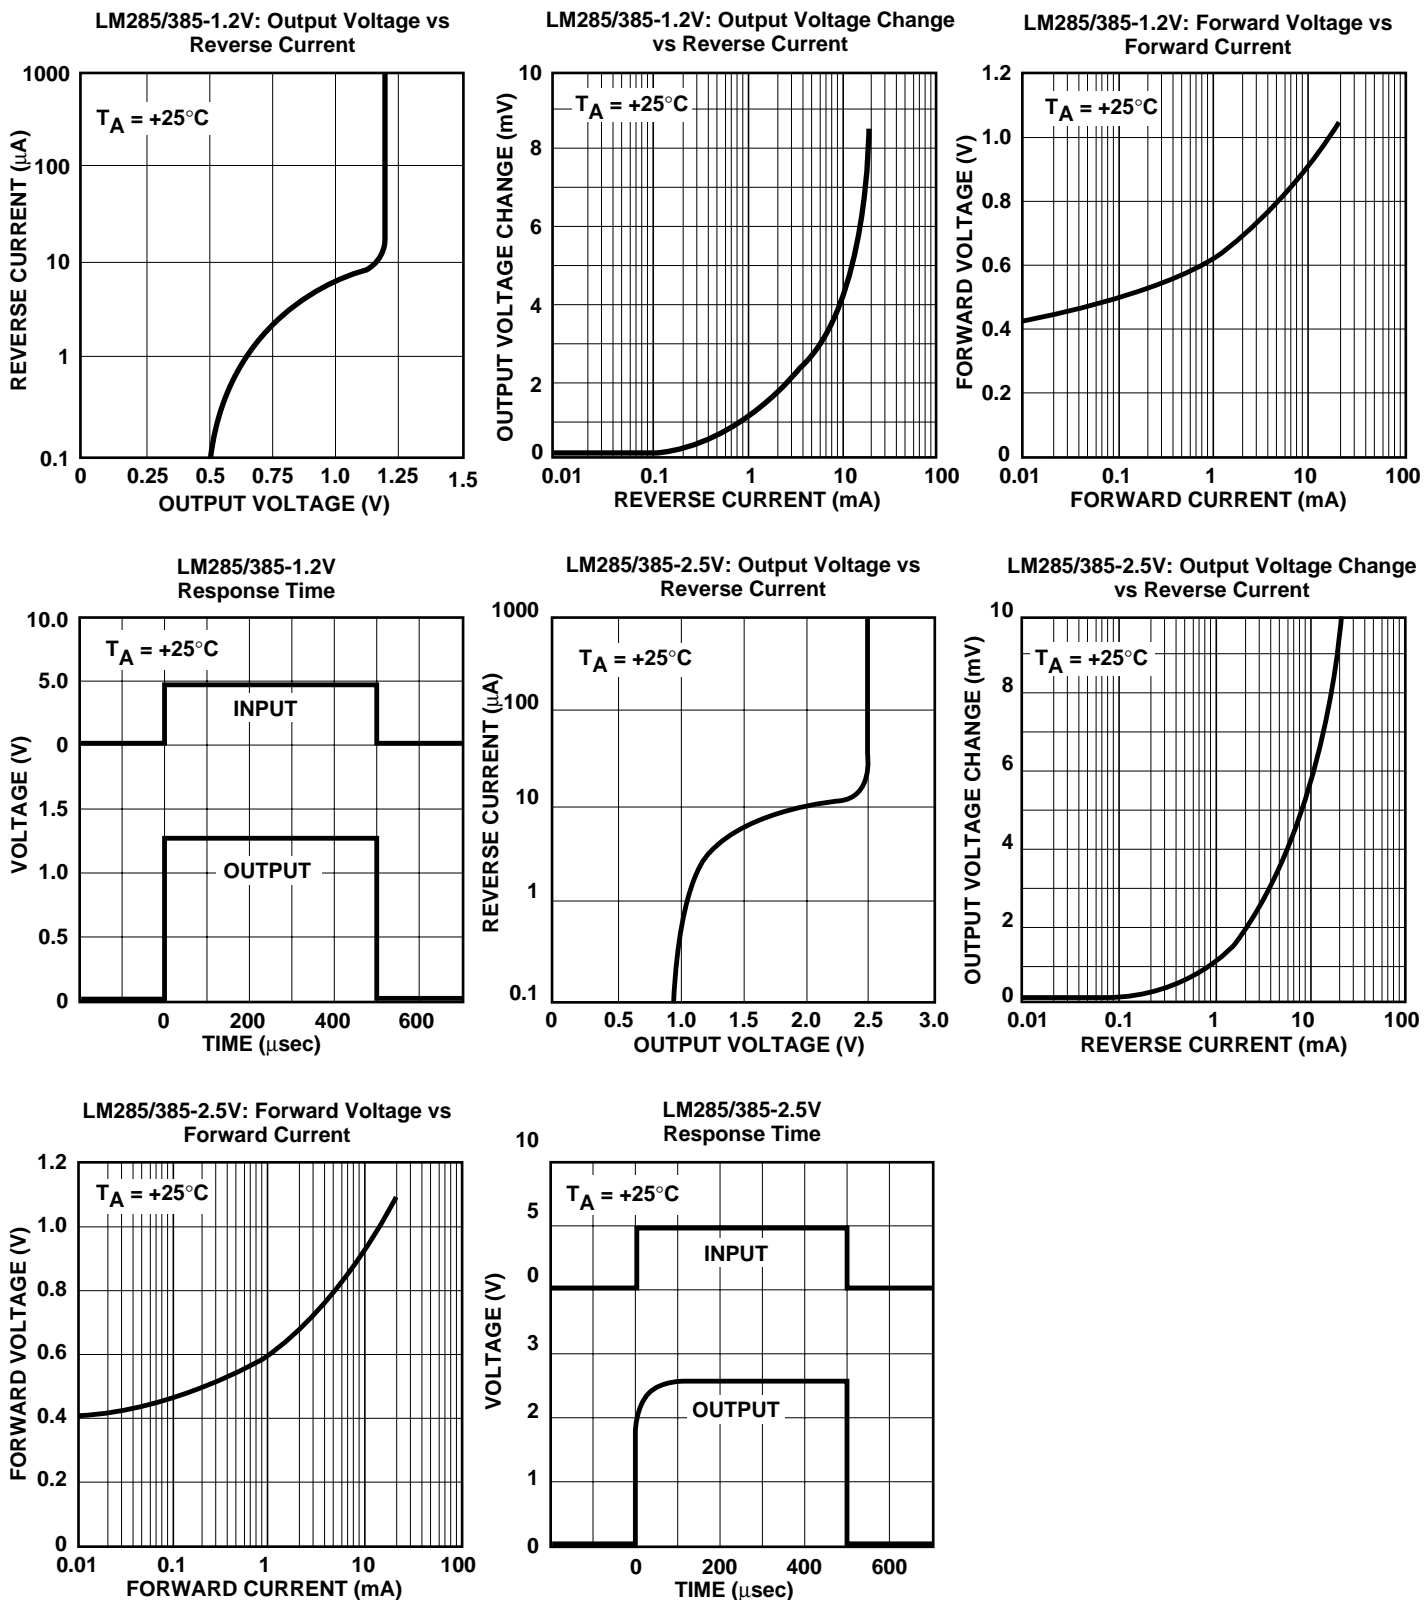 LM285/385-1.2V: Output Voltage vs
Reverse Current
1000
100
10
1
0.1
REVERSE CURRENT (µA)
TA = +25°C
0 0.25 0.50 0.75 1.0 1.25 1.5
OUTPUT VOLTAGE (V)
LM285/385-1.2V: Output Voltage Change
vs Reverse Current
10
8
6
4
2
0
OUTPUT VOLTAGE CHANGE (mV)
TA = +25°C
0.01 0.1 1 10 100
REVERSE CURRENT (mA)
LM285/385-1.2V: Forward Voltage vs
Forward Current
1.2
1.0
0.8
0.6
0.4
0.2
0
FORWARD VOLTAGE (V)
TA = +25°C
0.01 0.1 1 10 100
FORWARD CURRENT (mA)
LM285/385-1.2V
Response Time
10.0
5.0
0
1.5
1.0
0.5
0
VOLTAGE (V)
TA = +25°C
INPUT
OUTPUT
0 200 400 600
TIME (µsec)
LM285/385-2.5V: Output Voltage vs
Reverse Current
1000
100
10
1
0.1
REVERSE CURRENT (µA)
TA = +25°C
0 0.5 1.0 1.5 2.0 2.5 3.0
OUTPUT VOLTAGE (V)
LM285/385-2.5V: Output Voltage Change
vs Reverse Current
10
8
6
4
2
0
OUTPUT VOLTAGE CHANGE (mV)
TA = +25°C
0.01 0.1 1 10 100
REVERSE CURRENT (mA)
LM285/385-2.5V: Forward Voltage vs
Forward Current
1.2
1.0
0.8
0.6
0.4
0.2
0
FORWARD VOLTAGE (V)
TA = +25°C
0.01 0.1 1 10 100
FORWARD CURRENT (mA)
LM285/385-2.5V
Response Time
10
5
0
3
2
1
0
VOLTAGE (V)
TA = +25°C
INPUT
OUTPUT
0 200 400 600
TIME (µsec)